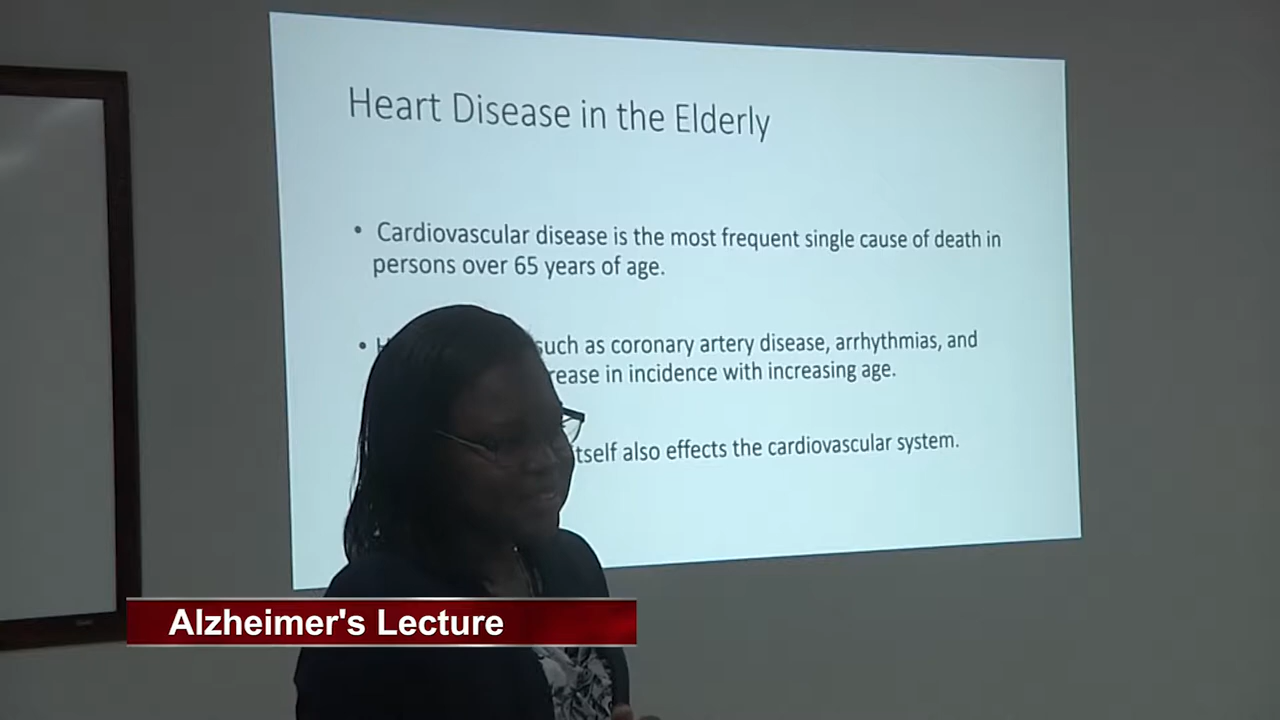 Heart Disease in the Elderly
• Cardiovascular disease is the most frequent single cause of death in
persons over 65 years of age.
• such as coronary artery disease, arrhythmias, and
in incidence with increasing age.
itself also effects the cardiovascular system.
Alzheimer's Lecture